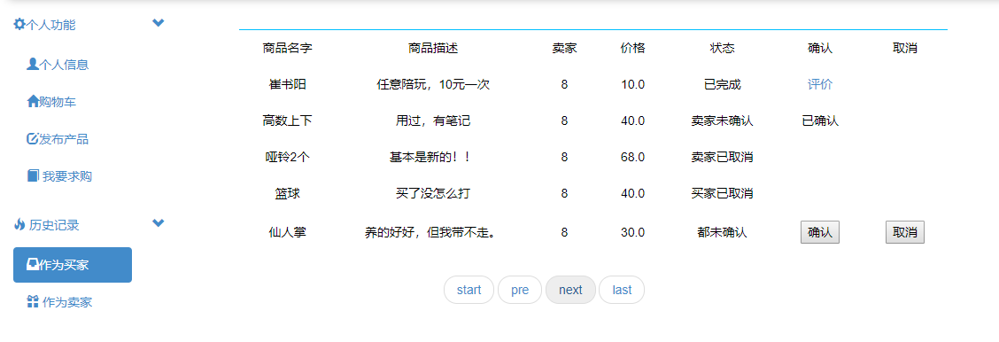 个人功能
个人信息
购物车
发布产品
我要求购
历史记录
作为买家
作为卖家
商品名字 商品描述 卖家 价格 状态 确认 取消
崔书阳 任意陪玩，10元一次 8 10.0 已完成 评价
高数上下 用过，有笔记 8 40.0 卖家未确认 已确认
哑铃2个 基本是新的！！ 8 68.0 卖家已取消
篮球 买了没怎么打 8 40.0 买家已取消
仙人掌 养的好好，但我带不走。 8 30.0 都未确认 确认 取消
start pre next last